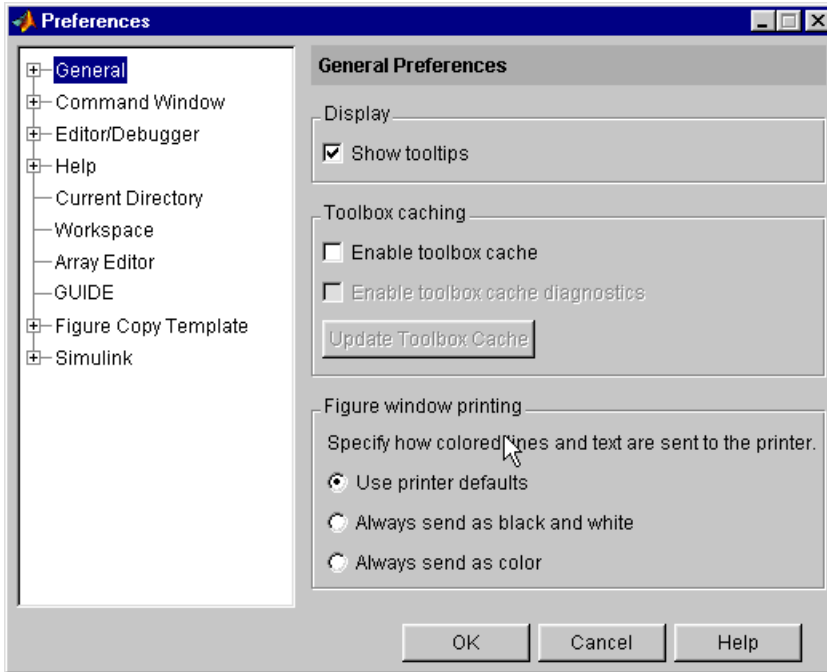 Preferences
General
Command Window
Editor/Debugger
Help
Current Directory
Workspace
Array Editor
GUIDE
Figure Copy Template
Simulink
General Preferences
Display
Show tooltips
Toolbox caching
Enable toolbox cache
Enable toolbox cache diagnostics
Update Toolbox Cache
Figure window printing
Specify how colored lines and text are sent to the printer.
Use printer defaults
Always send as black and white
Always send as color
OK Cancel Help